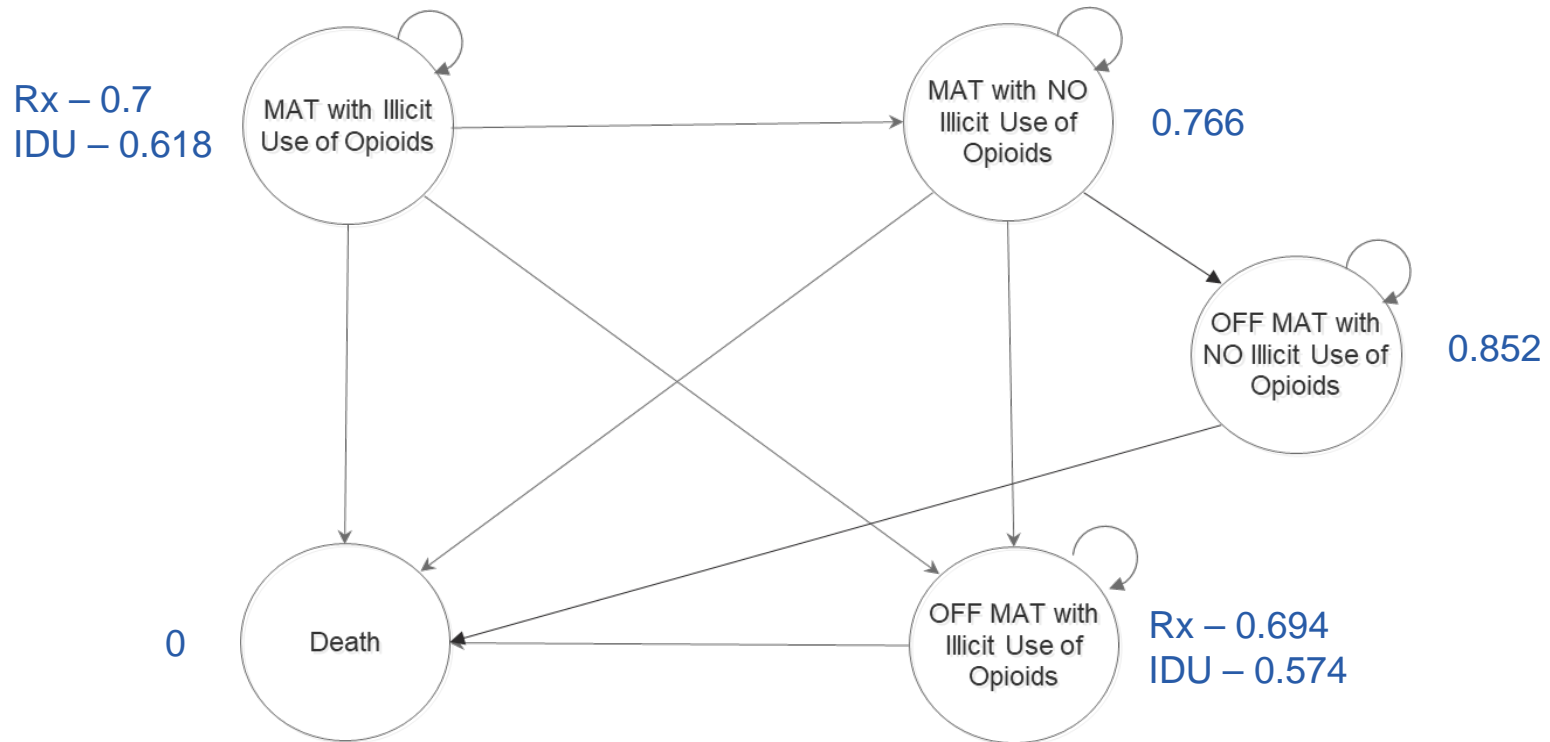 Rx – 0.7
IDU – 0.618
MAT with Illicit
Use of Opioids
MAT with NO
Illicit Use of
Opioids
0.766
OFF MAT with
NO Illicit Use of
Opioids
0.852
0
Death
OFF MAT with
Illicit Use of
Opioids
Rx – 0.694
IDU – 0.574